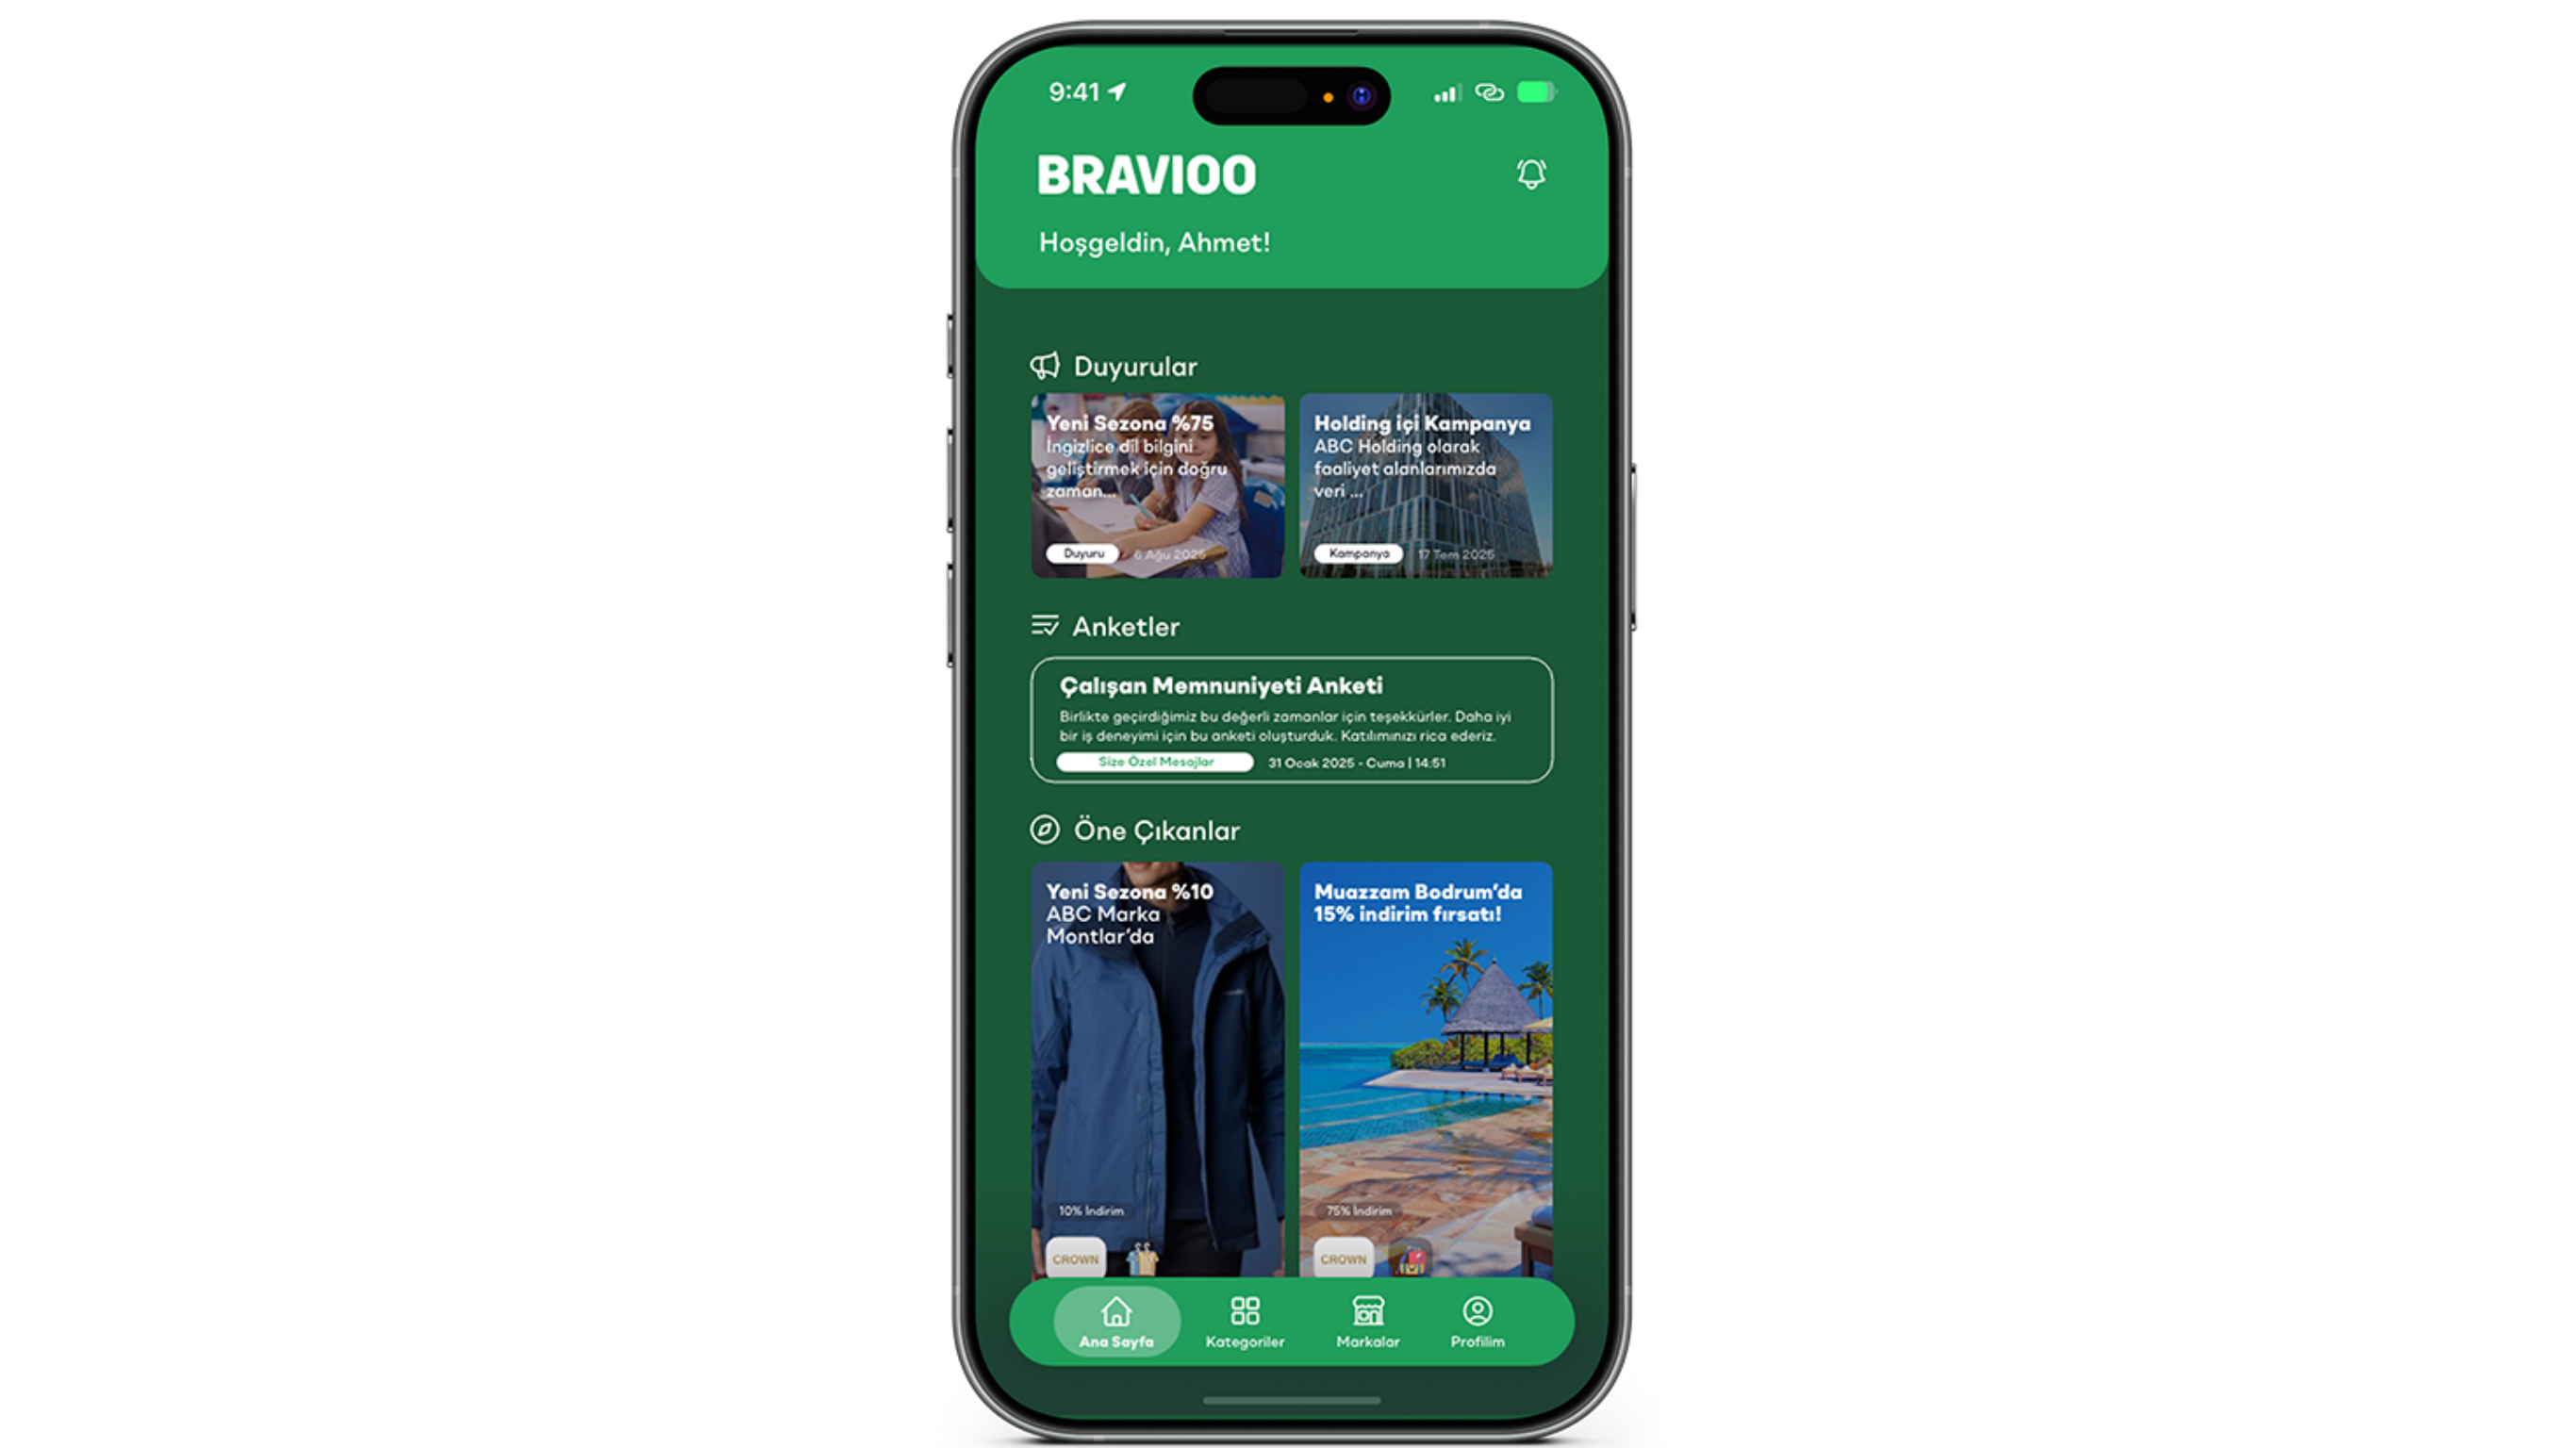 9:41
BRAVIOO
Hoşgeldin, Ahmet!
Duyurular
Yeni Sezona %75
İngizlice dil bilgini
geliştirmek için doğru
zaman...
Duyuru
6 Ağu 2025
Holding içi Kampanya
ABC Holding olarak
faaliyet alanlarımızda
veri ...
Kampanya
17 Tem 2025
Anketler
Çalışan Memnuniyeti Anketi
Birlikte geçirdiğimiz bu değerli zamanlar için teşekkürler. Daha iyi
bir iş deneyimi için bu anketi oluşturduk. Katılımınızı rica ederiz.
Size Özel Mesajlar
31 Ocak 2025 - Cuma | 14:51
Öne Çıkanlar
Yeni Sezona %10
ABC Marka
Montlar'da
10% İndirim
CROWN
Muazzam Bodrum'da
15% indirim fırsatı!
75% İndirim
CROWN
Ana Sayfa
Kategoriler
Markalar
Profilim